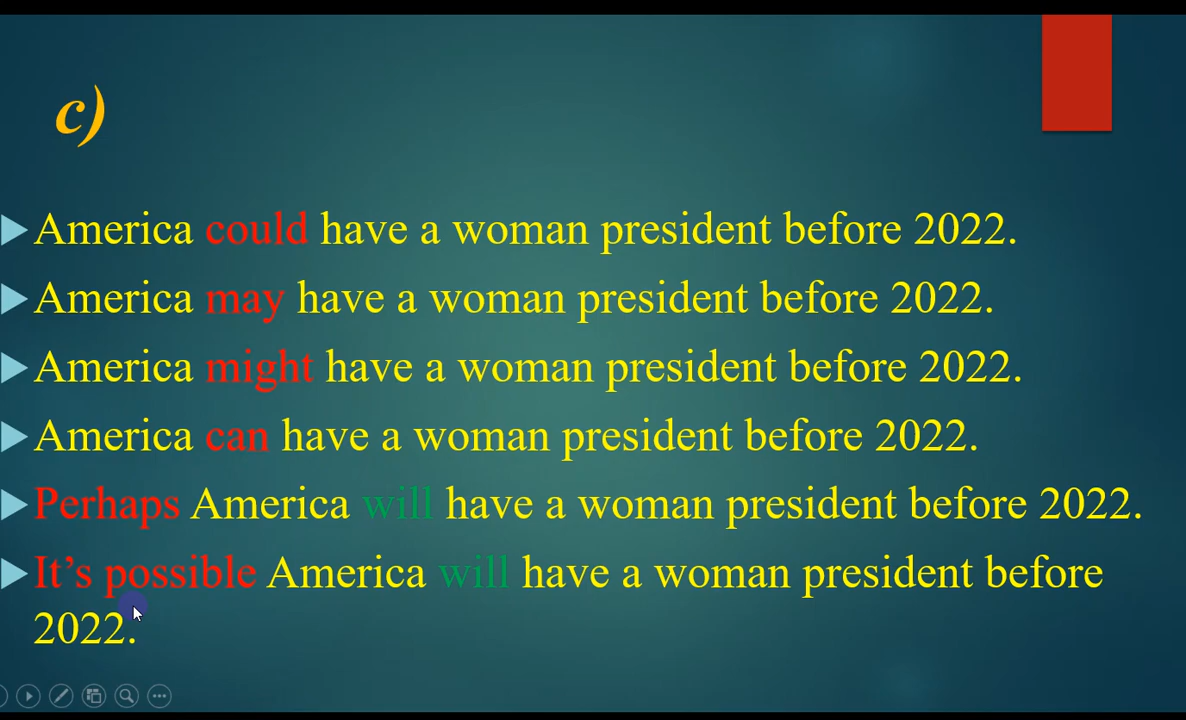 c)
America could have a woman president before 2022.
America may have a woman president before 2022.
America might have a woman president before 2022.
America can have a woman president before 2022.
Perhaps America will have a woman president before 2022.
It’s possible America will have a woman president before
2022.